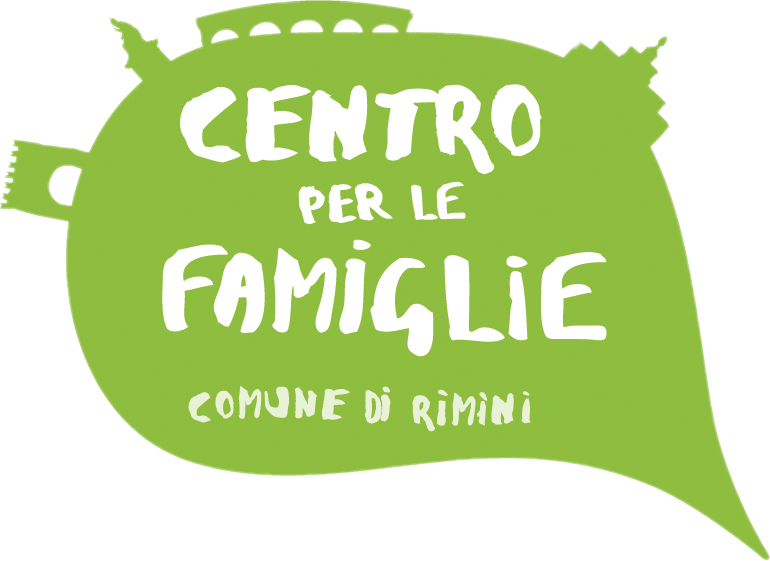 CENTRO
PER LE
FAMIGLIE
COMUNE DI RIMINI